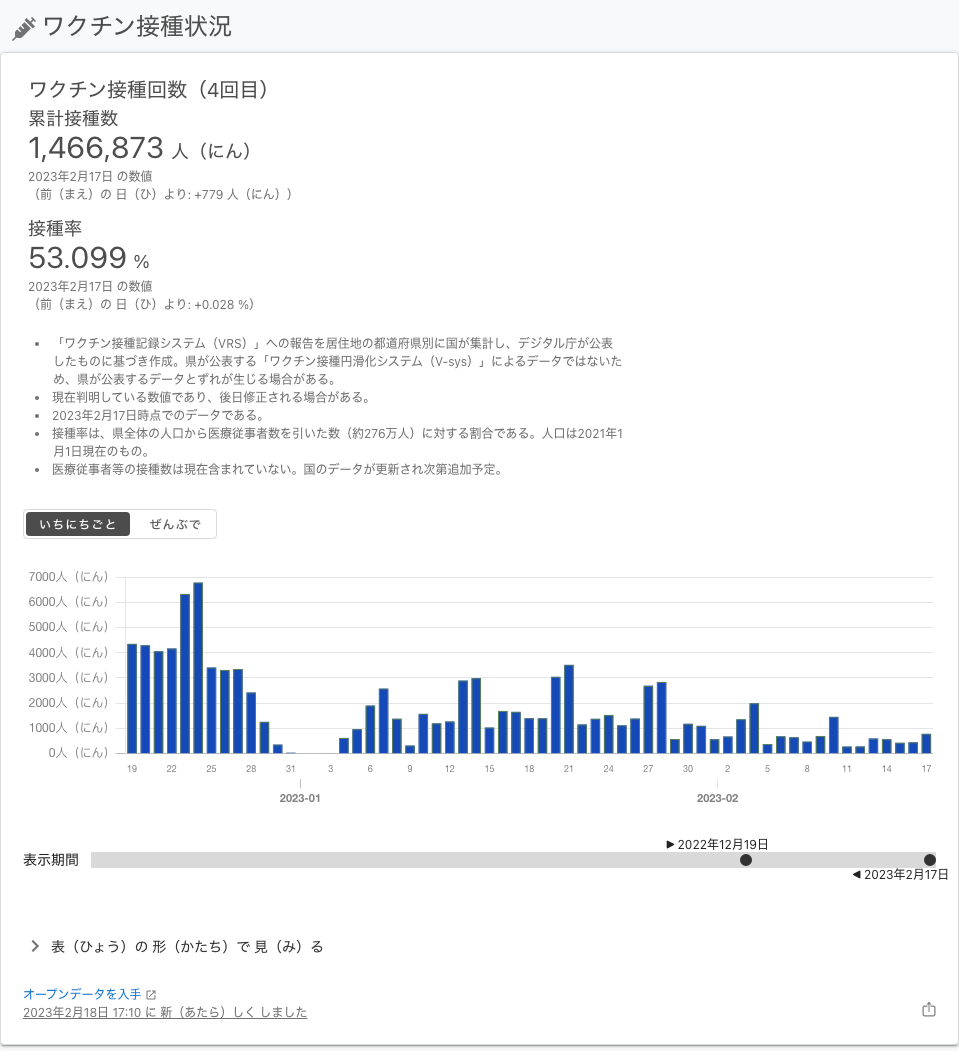 ワクチン接種状況
ワクチン接種回数（4回目）
累計接種数
1,466,873 人（にん）
2023年2月17日 の数値
（前（まえ）の 日（ひ）より: +779 人（にん））
接種率
53.099 %
2023年2月17日 の数値
（前（まえ）の 日（ひ）より: +0.028 %）
• 「ワクチン接種記録システム（VRS）」への報告を居住地の都道府県別に国が集計し、デジタル庁が公表
したものに基づき作成。県が公表する「ワクチン接種円滑化システム（V-sys）」によるデータではないた
め、県が公表するデータとずれが生じる場合がある。
• 現在判明している数値であり、後日修正される場合がある。
• 2023年2月17日時点でのデータである。
• 接種率は、県全体の人口から医療従事者数を引いた数（約276万人）に対する割合である。人口は2021年1
月1日現在のもの。
• 医療従事者等の接種数は現在含まれていない。国のデータが更新され次第追加予定。
いちにちごと ぜんぶで
7000人（にん）
6000人（にん）
5000人（にん）
4000人（にん）
3000人（にん）
2000人（にん）
1000人（にん）
0人（にん）
19 22 25 28 31 3 6 9 12 15 18 21 24 27 30 2 5 8 11 14 17
2023-01 2023-02
▶ 2022年12月19日
表示期間
◀ 2023年2月17日
表（ひょう）の 形（かたち）で 見（み）る
オープンデータを入手
2023年2月18日 17:10 に 新（あたら）しく しました